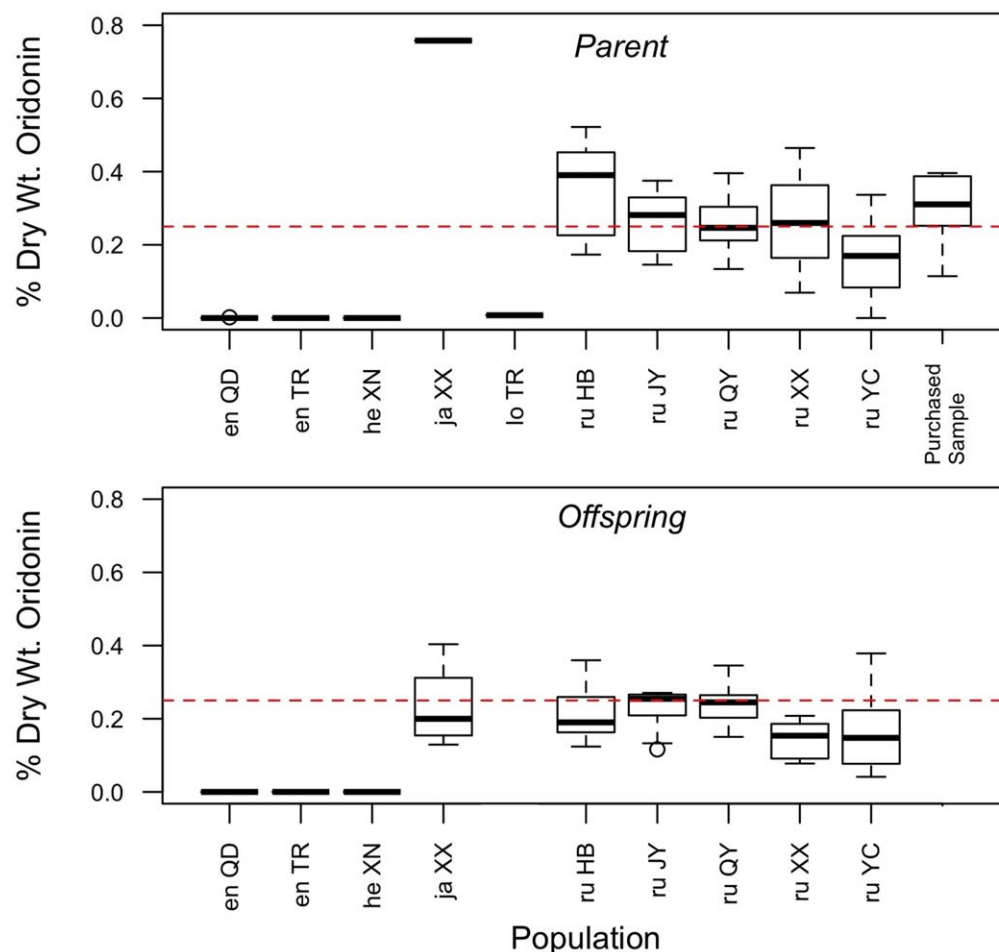 % Dry Wt. Oridonin
Parent
0.8
0.6
0.4
0.2
0.0
en QD
en TR
he XN
ja XX
lo TR
ru HB
ru JY
ru QY
ru XX
ru YC
Purchased
Sample
% Dry Wt. Oridonin
Offspring
0.8
0.6
0.4
0.2
0.0
en QD
en TR
he XN
ja XX
ru HB
ru JY
ru QY
ru XX
ru YC
Population